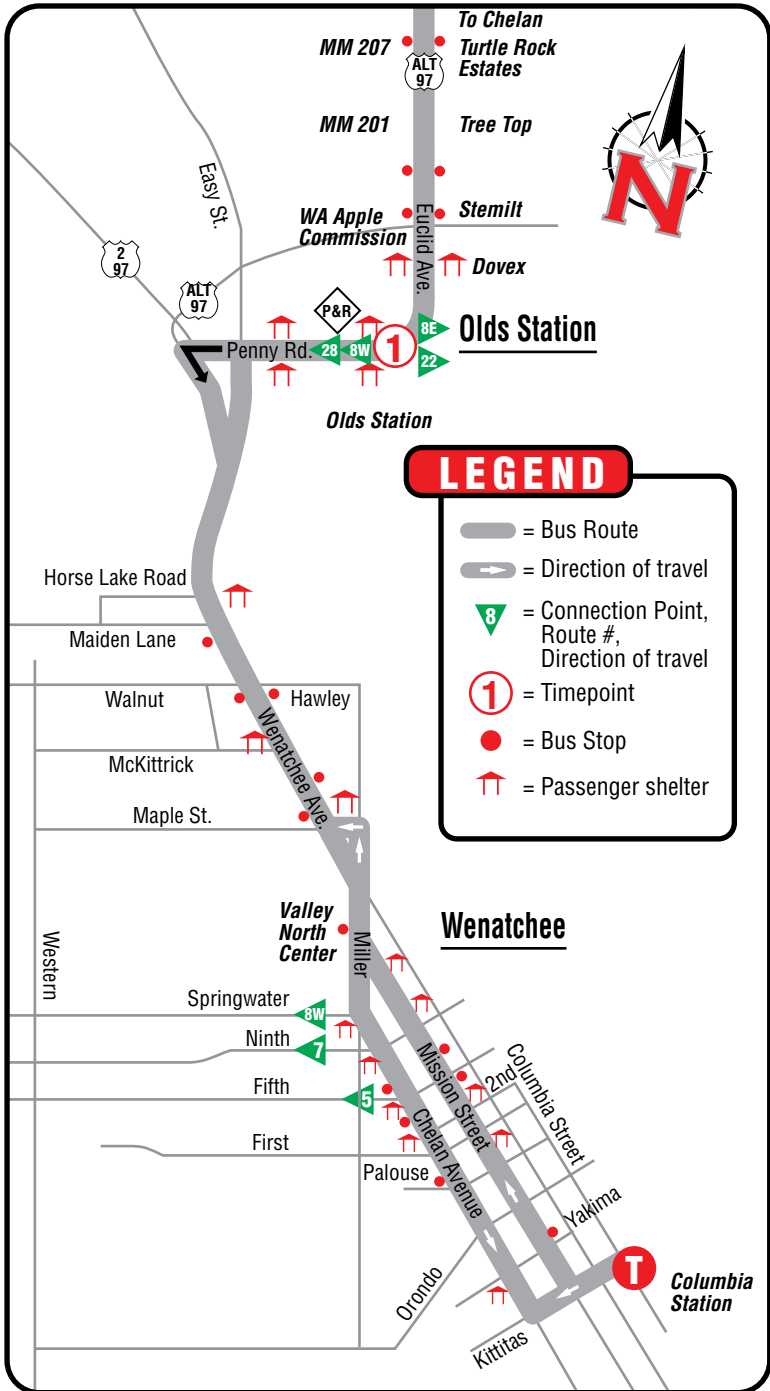 To Chelan
MM 207
Turtle Rock
Estates
ALT
97
MM 201
Tree Top
Easy St.
Euclid Ave.
WA Apple
Commission
Stemilt
N
2
97
Dovex
ALT
97
P&R
8E
Olds Station
Penny Rd.
28
8W
1
22
Olds Station
LEGEND
= Bus Route
= Direction of travel
8
= Connection Point,
Route #,
Direction of travel
1
= Timepoint
= Bus Stop
= Passenger shelter
Horse Lake Road
Maiden Lane
Walnut
Hawley
Wenatchee Ave.
McKittrick
Maple St.
Valley
North
Center
Miller
Wenatchee
Western
Springwater
8W
Ninth
7
Mission Street
Columbia Street
2nd
Fifth
5
Chelan Avenue
First
Palouse
Yakima
Orondo
T
Columbia
Station
Kittitas